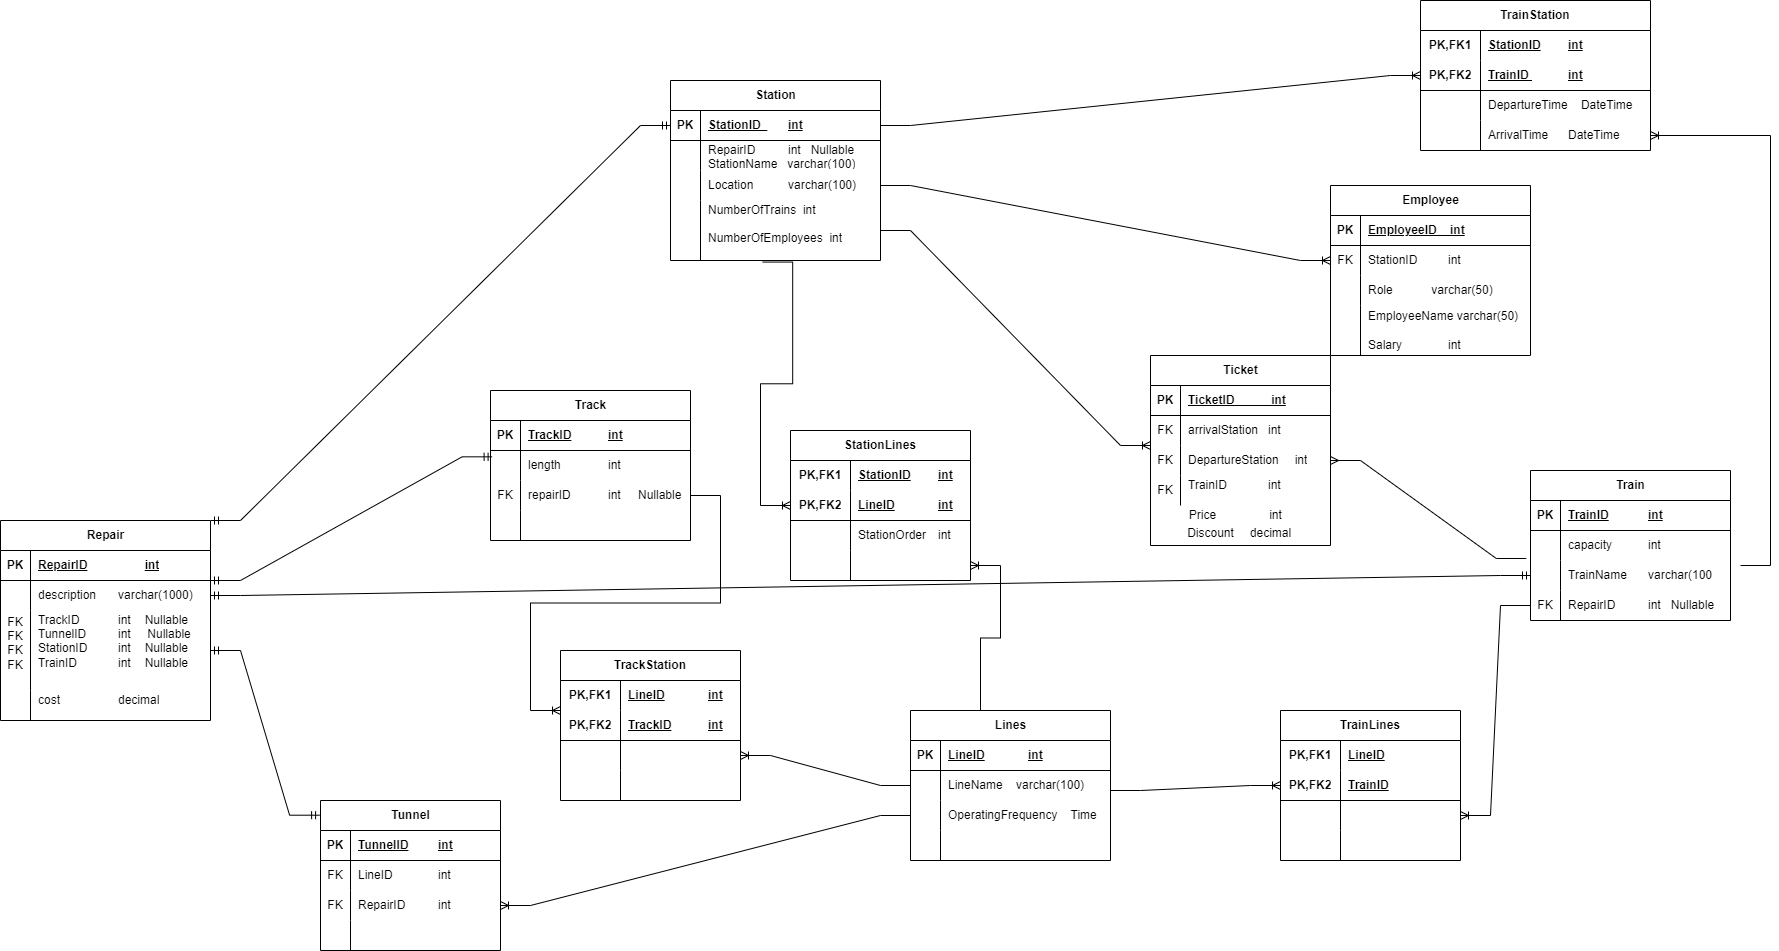 TrainStation
PK,FK1 StationID int
PK,FK2 TrainID int
DepartureTime DateTime
ArrivalTime DateTime
Station
PK StationID int
RepairID int Nullable
StationName varchar(100)
Location varchar(100)
NumberOfTrains int
NumberOfEmployees int
Employee
PK EmployeeID int
FK StationID int
Role varchar(50)
EmployeeName varchar(50)
Salary int
Ticket
PK TicketID int
FK arrivalStation int
FK DepartureStation int
FK TrainID int
Price int
Discount decimal
Track
PK TrackID int
length int
FK repairID int Nullable
StationLines
PK,FK1 StationID int
PK,FK2 LineID int
StationOrder int
Train
PK TrainID int
capacity int
TrainName varchar(100
FK RepairID int Nullable
Repair
PK RepairID int
description varchar(1000)
FK TrackID int Nullable
FK TunnelID int Nullable
FK StationID int Nullable
FK TrainID int Nullable
cost decimal
TrackStation
PK,FK1 LineID int
PK,FK2 TrackID int
Lines
PK LineID int
LineName varchar(100)
OperatingFrequency Time
TrainLines
PK,FK1 LineID
PK,FK2 TrainID
Tunnel
PK TunnelID int
FK LineID int
FK RepairID int